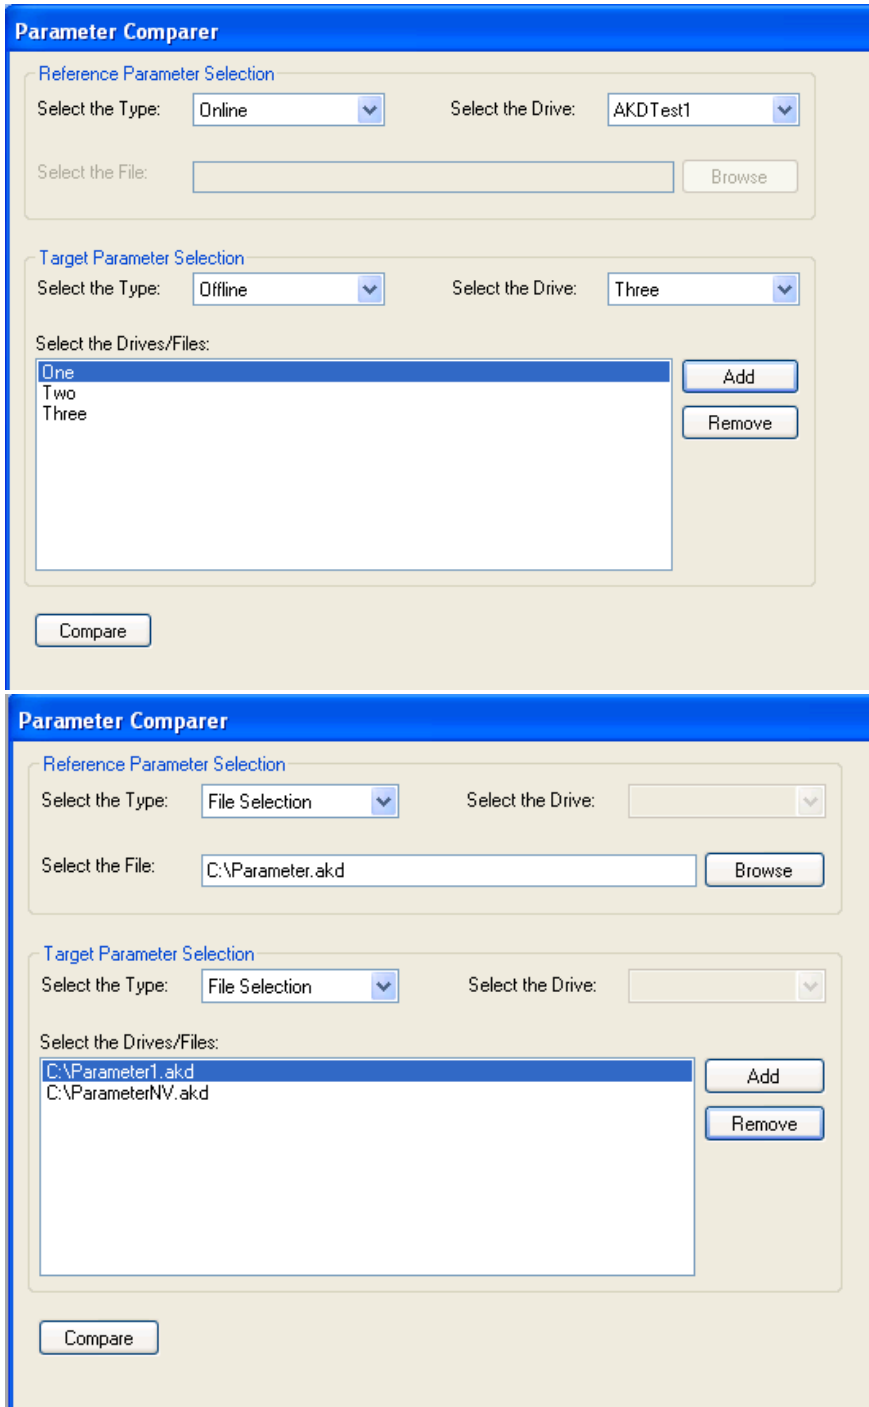 Parameter Comparer
Reference Parameter Selection
Select the Type: Online Select the Drive: AKDTest1
Select the File: Browse
Target Parameter Selection
Select the Type: Offline Select the Drive: Three
Select the Drives/Files:
One
Add
Two
Three
Remove
Compare
Parameter Comparer
Reference Parameter Selection
Select the Type: File Selection Select the Drive:
Select the File: C:\Parameter.akd Browse
Target Parameter Selection
Select the Type: File Selection Select the Drive:
Select the Drives/Files:
C:\Parameter1.akd
Add
C:\ParameterNV.akd
Remove
Compare